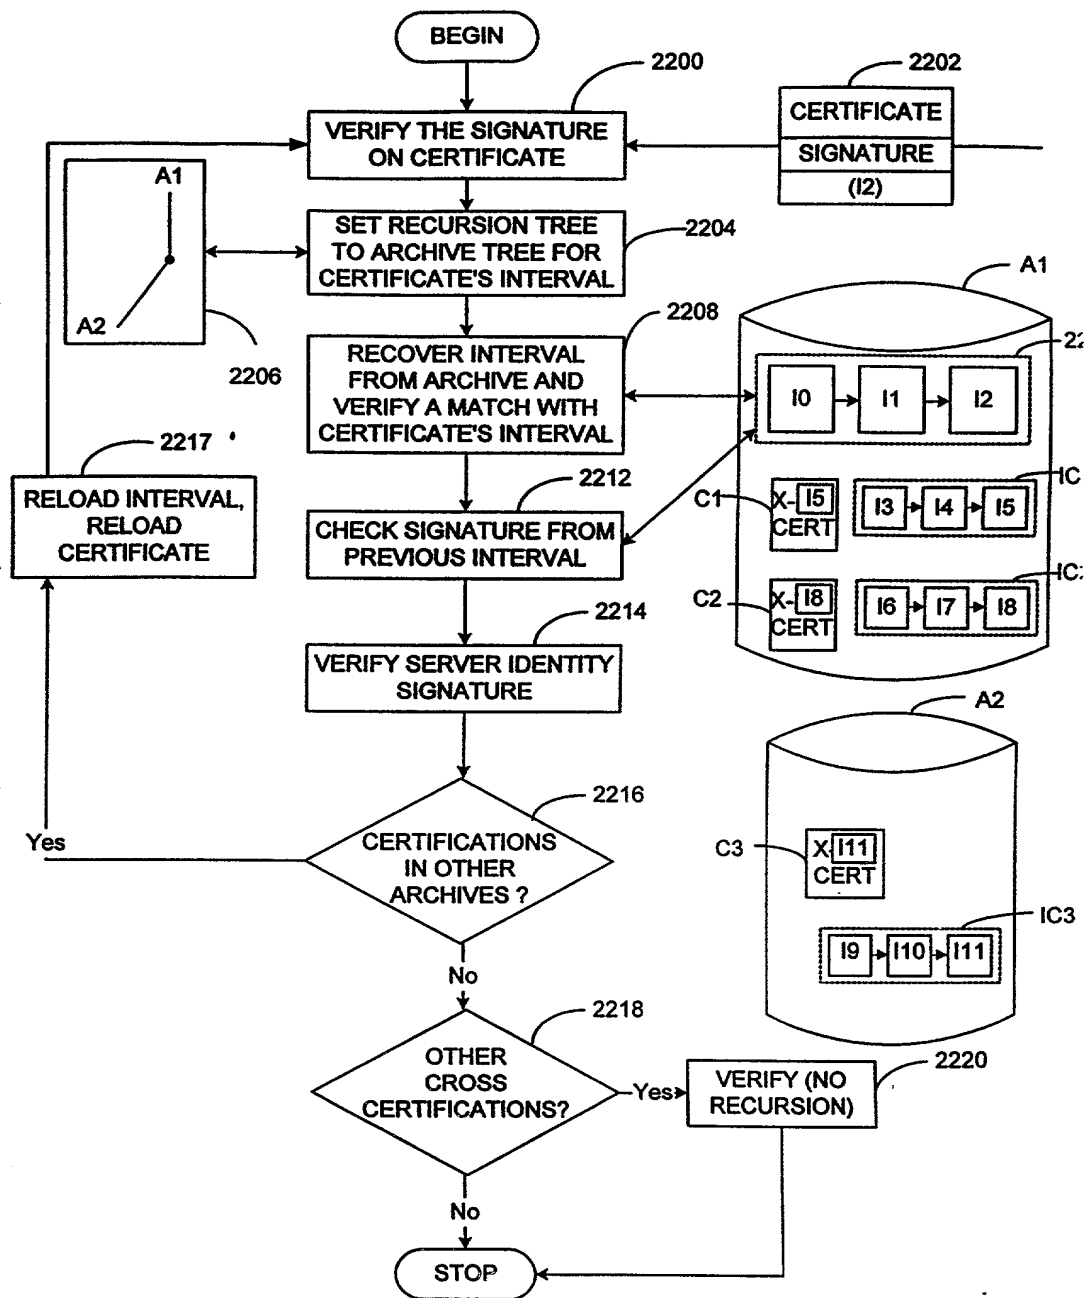 BEGIN
2200
2202
VERIFY THE SIGNATURE
ON CERTIFICATE
CERTIFICATE
SIGNATURE
(I2)
A1
A2
2206
SET RECURSION TREE
TO ARCHIVE TREE FOR
CERTIFICATE'S INTERVAL
2204
A1
RECOVER INTERVAL
FROM ARCHIVE AND
VERIFY A MATCH WITH
CERTIFICATE'S INTERVAL
2208
I0
I1
I2
2217
RELOAD INTERVAL,
RELOAD
CERTIFICATE
2212
CHECK SIGNATURE FROM
PREVIOUS INTERVAL
C1
X- I5
CERT
I3
I4
I5
C2
X- I8
CERT
I6
I7
I8
2214
VERIFY SERVER IDENTITY
SIGNATURE
A2
2216
CERTIFICATIONS
IN OTHER
ARCHIVES ?
Yes
No
C3
X- I11
CERT
IC3
I9
I10
I11
2218
OTHER
CROSS
CERTIFICATIONS?
Yes
2220
VERIFY (NO
RECURSION)
No
STOP